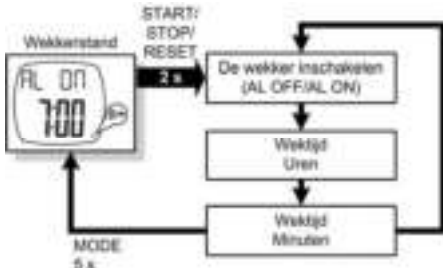 START/
STOP/
RESET
Wekkerstand
2 s
AL ON
7:00
De wekker inschakelen
(AL OFF/AL ON)
Wektijd
Uren
Wektijd
Minuten
MODE
5 s